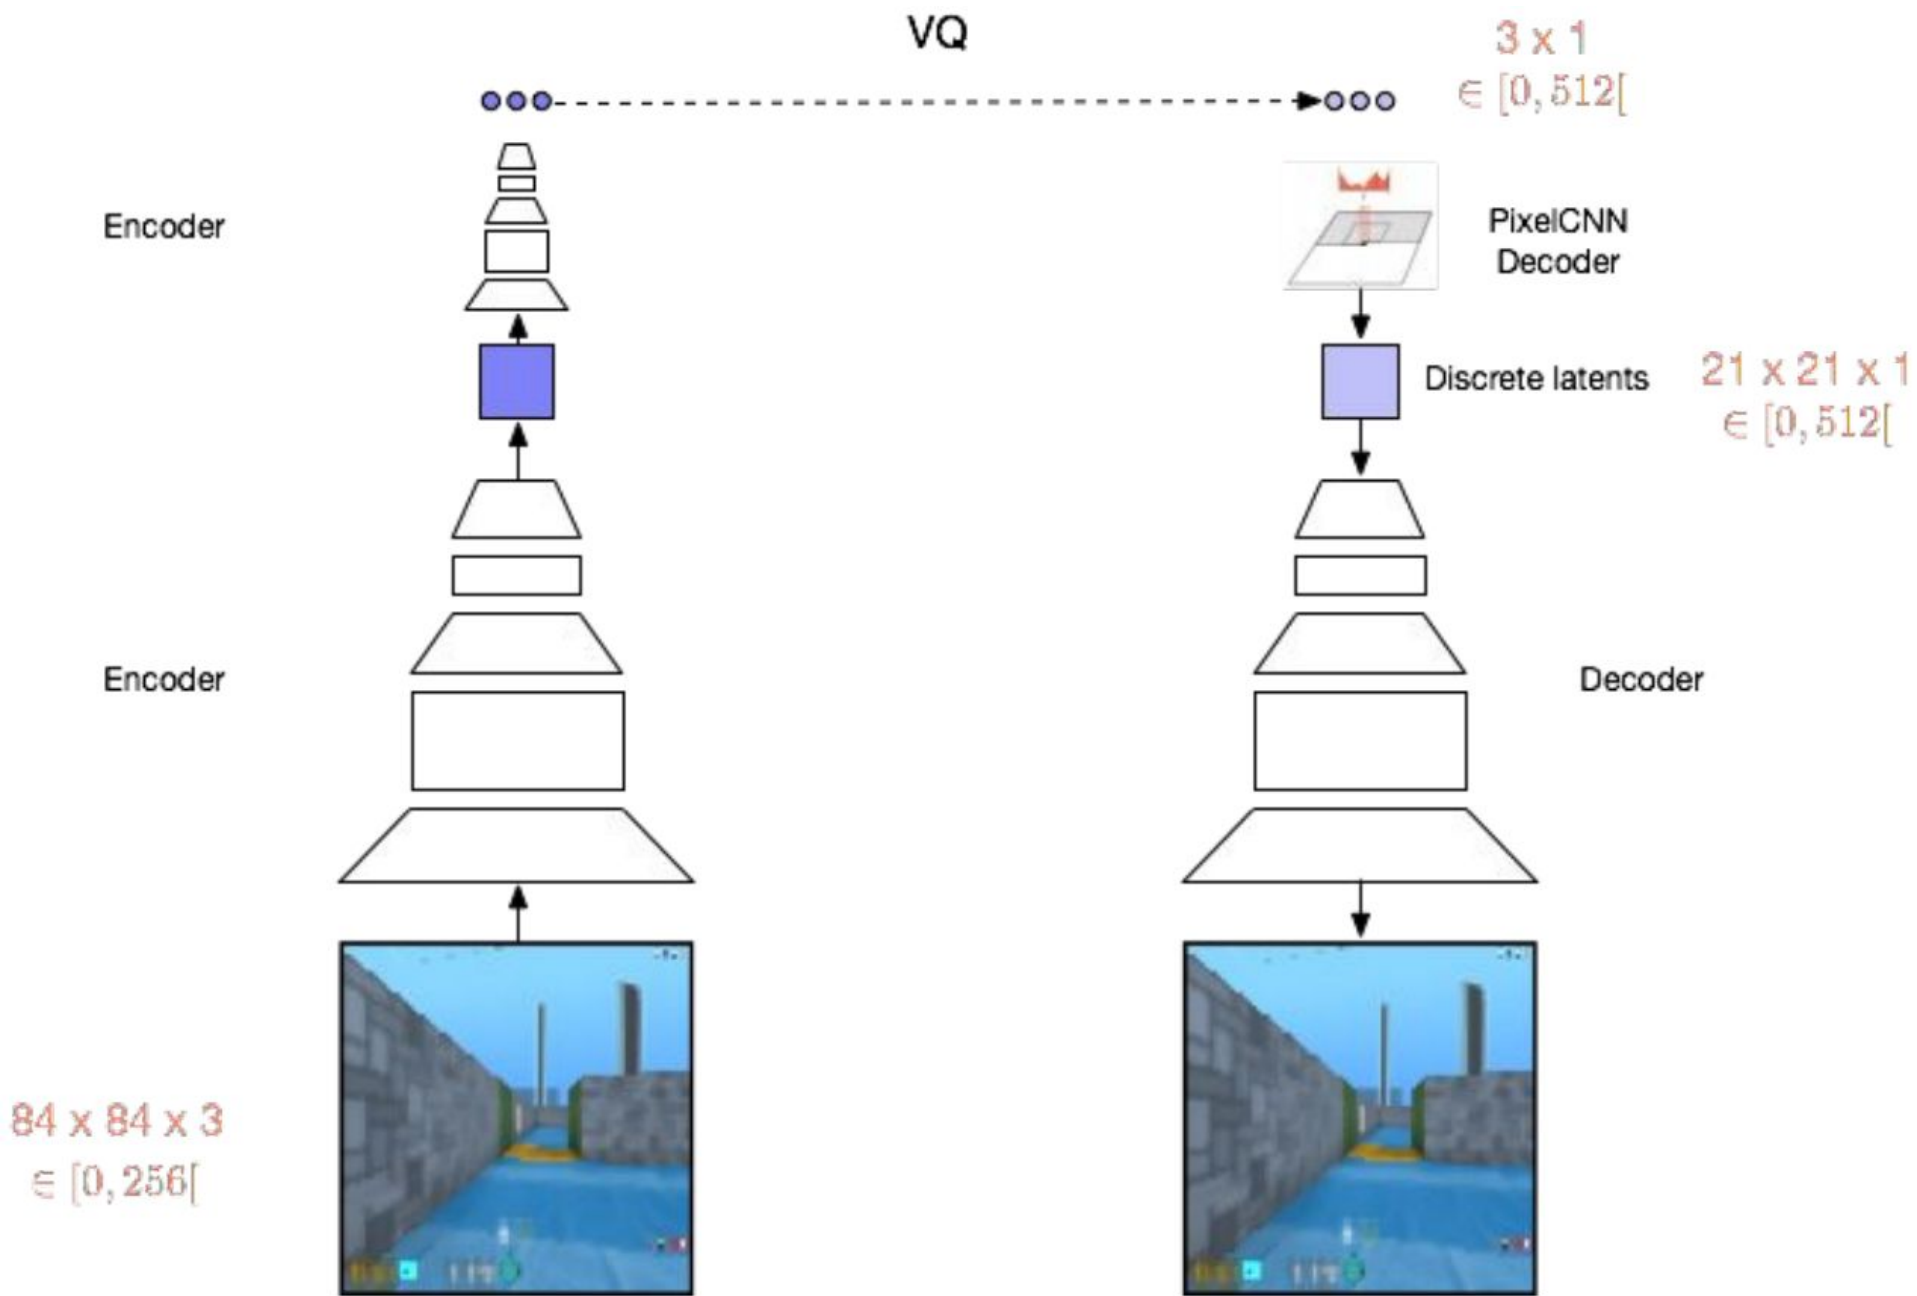 VQ
3 x 1
∈ [0, 512[
Encoder
PixelCNN
Decoder
Discrete latents
21 x 21 x 1
∈ [0, 512[
Encoder
Decoder
84 x 84 x 3
∈ [0, 256[